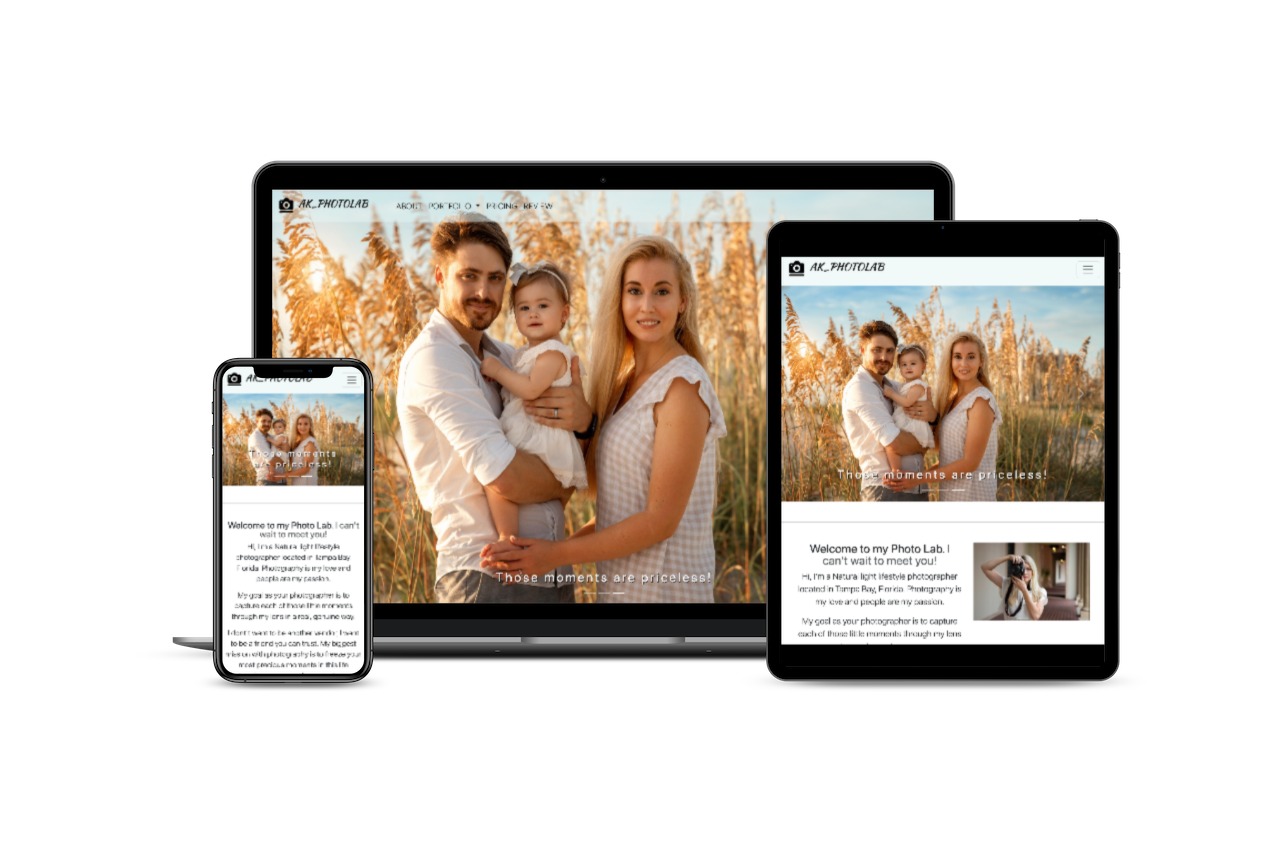 AK_PHOTOLAB
ABOUT PORTFOLIO PRICING REVIEW
Those moments are priceless!
AK_PHOTOLAB
Those moments are priceless!
Welcome to my Photo Lab. I
can't wait to meet you!
Hi, I'm a Natural light lifestyle photographer
located in Tampa Bay, Florida. Photography is
my love and people are my passion.
My goal as your photographer is to capture
each of those little moments through my lens
AK_PHOTOLAB
Those moments
are priceless!
Welcome to my Photo Lab. I can't
wait to meet you!
Hi, I'm a Natural light lifestyle
photographer located in Tampa Bay,
Florida. Photography is my love and
people are my passion.
My goal as your photographer is to
capture each of those little moments
through my lens in a real, genuine way.
I don't want to be another vendor I want
to be a friend you can trust. My biggest
mission with photography is to freeze your
most precious moments in this life